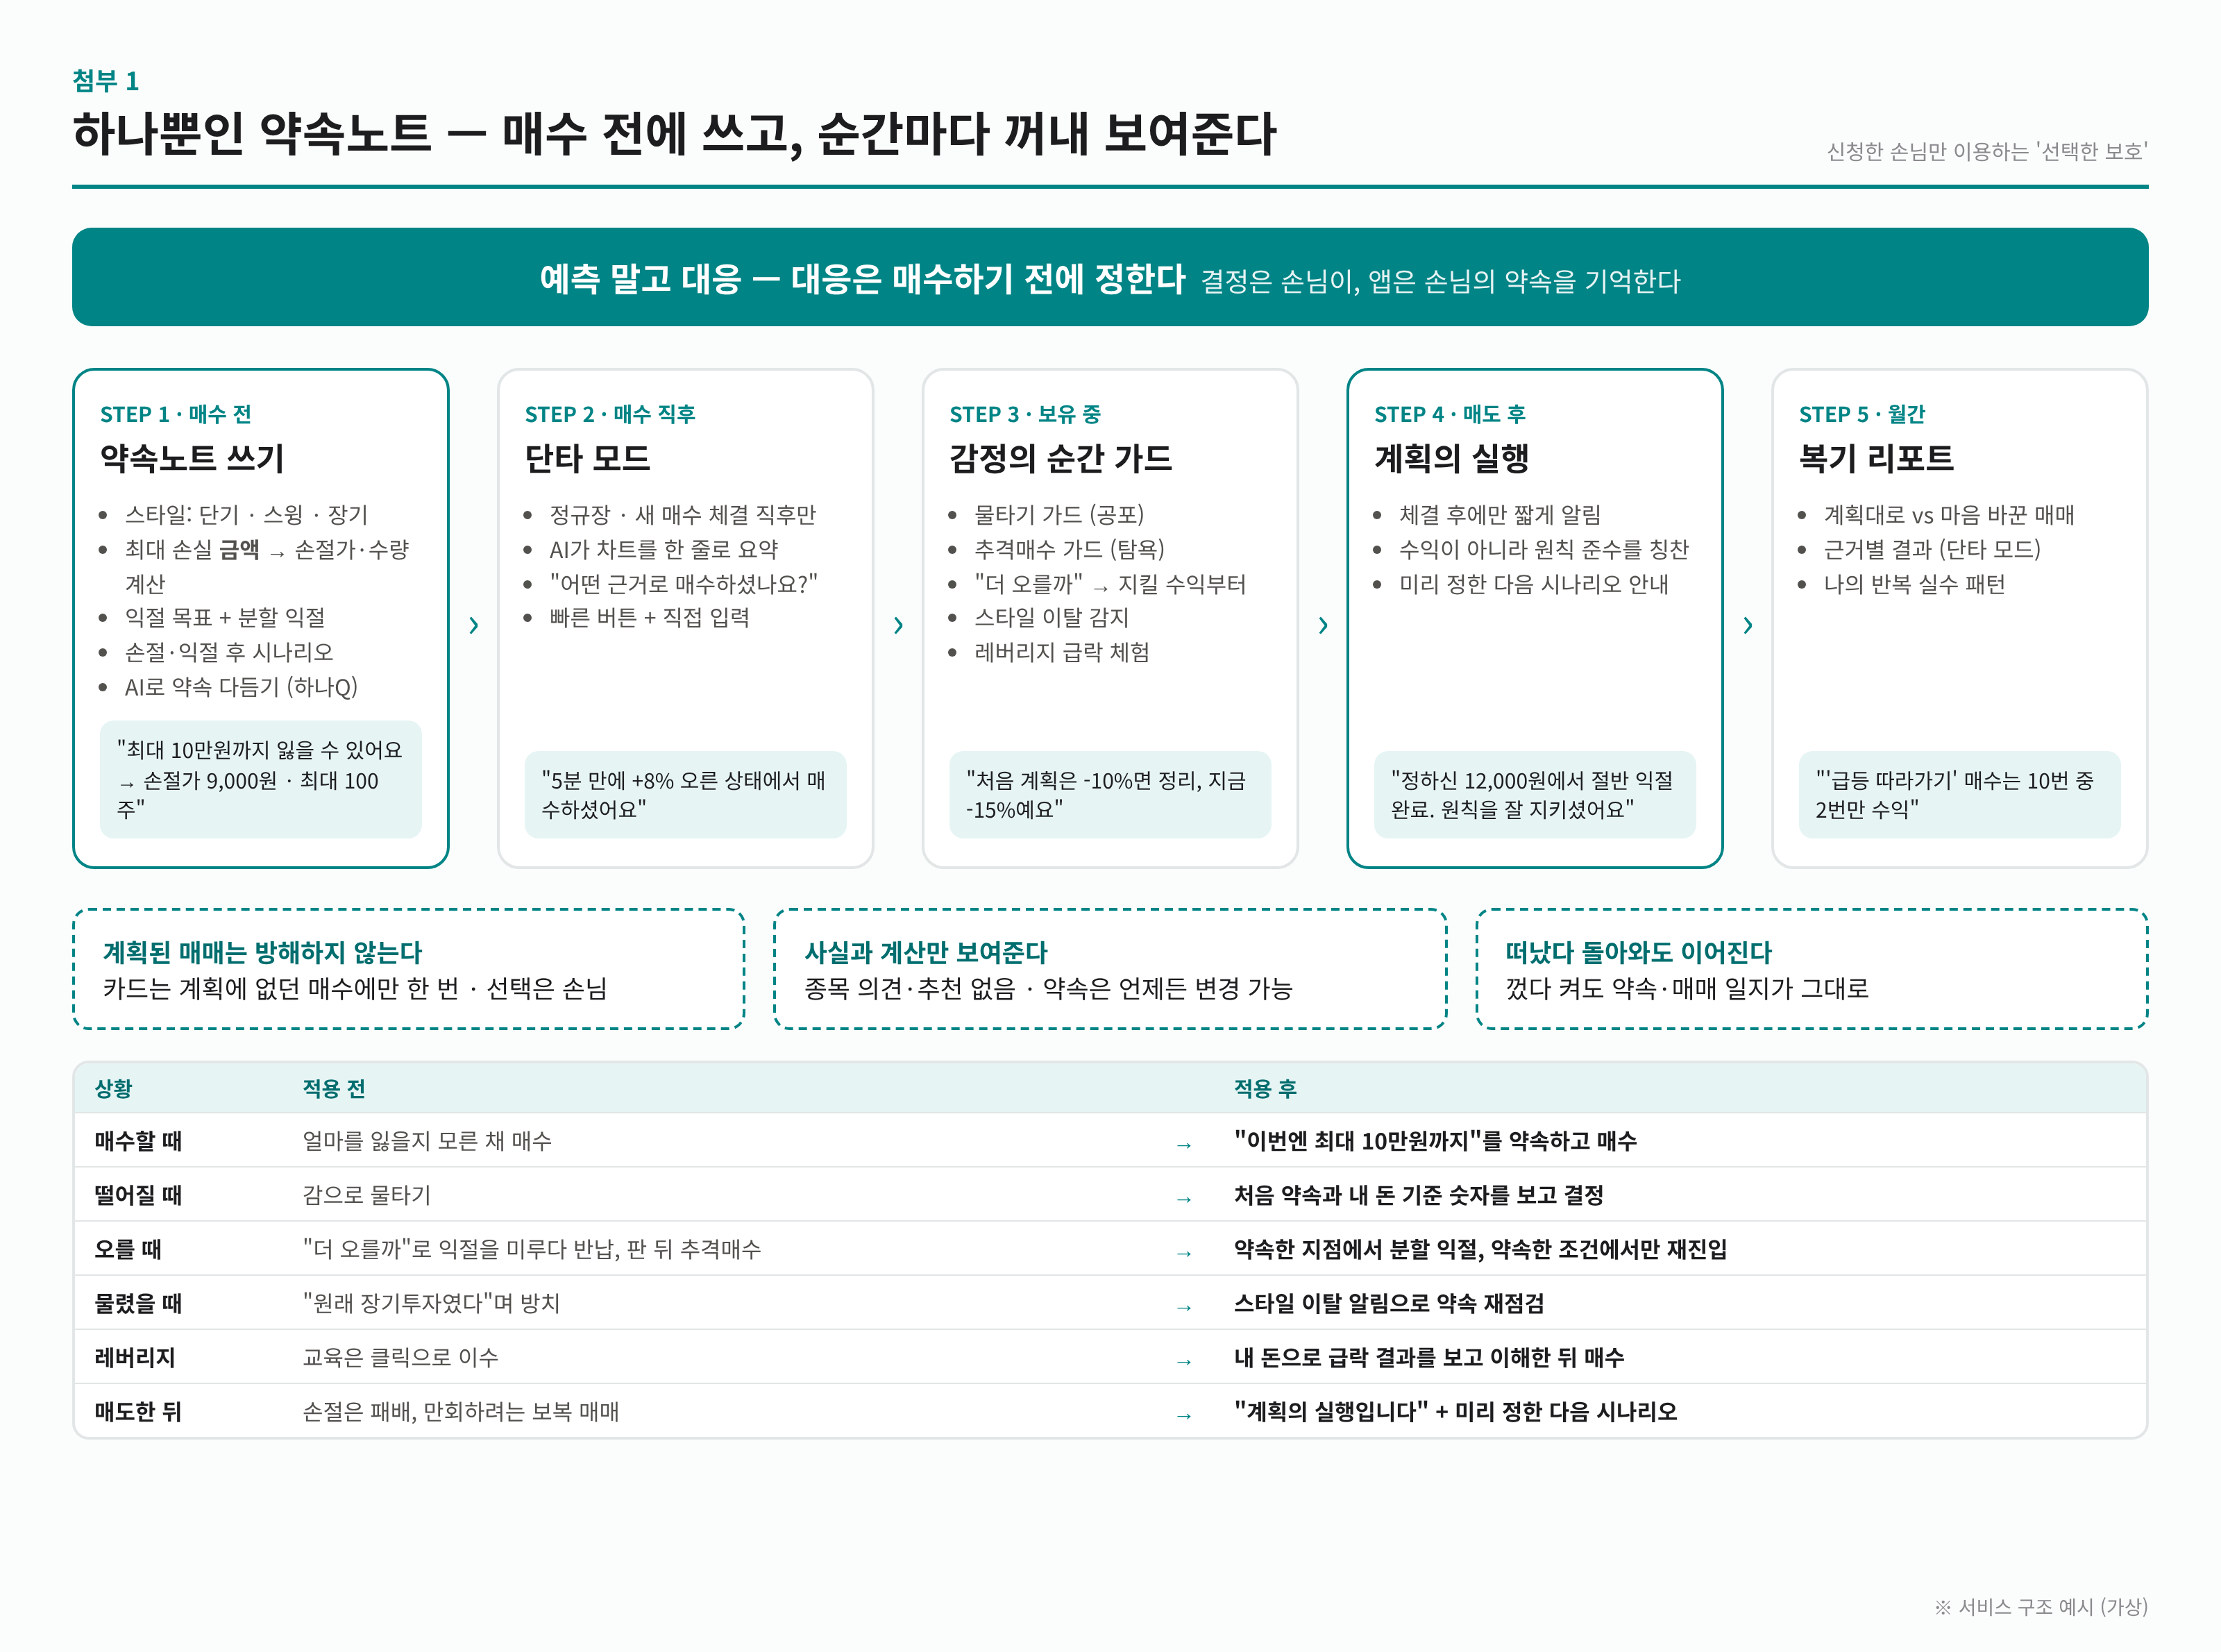 첨부 1
하나뿐인 약속노트 — 매수 전에 쓰고, 순간마다 꺼내 보여준다
신청한 손님만 이용하는 '선택한 보호'
예측 말고 대응 — 대응은 매수하기 전에 정한다 결정은 손님이, 앱은 손님의 약속을 기억한다
STEP 1 · 매수 전
약속노트 쓰기
• 스타일: 단기 · 스윙 · 장기
• 최대 손실 금액 → 손절가·수량
계산
• 익절 목표 + 분할 익절
• 손절·익절 후 시나리오
• AI로 약속 다듬기 (하나Q)
"최대 10만원까지 잃을 수 있어요
→ 손절가 9,000원 · 최대 100
주"
›
STEP 2 · 매수 직후
단타 모드
• 정규장 · 새 매수 체결 직후만
• AI가 차트를 한 줄로 요약
• "어떤 근거로 매수하셨나요?"
• 빠른 버튼 + 직접 입력
"5분 만에 +8% 오른 상태에서 매
수하셨어요"
›
STEP 3 · 보유 중
감정의 순간 가드
• 물타기 가드 (공포)
• 추격매수 가드 (탐욕)
• "더 오를까" → 지킬 수익부터
• 스타일 이탈 감지
• 레버리지 급락 체험
"처음 계획은 -10%면 정리, 지금
-15%예요"
›
STEP 4 · 매도 후
계획의 실행
• 체결 후에만 짧게 알림
• 수익이 아니라 원칙 준수를 칭찬
• 미리 정한 다음 시나리오 안내
"정하신 12,000원에서 절반 익절
완료. 원칙을 잘 지키셨어요"
›
STEP 5 · 월간
복기 리포트
• 계획대로 vs 마음 바꾼 매매
• 근거별 결과 (단타 모드)
• 나의 반복 실수 패턴
"'급등 따라가기' 매수는 10번 중
2번만 수익"
계획된 매매는 방해하지 않는다
카드는 계획에 없던 매수에만 한 번 · 선택은 손님
사실과 계산만 보여준다
종목 의견·추천 없음 · 약속은 언제든 변경 가능
떠났다 돌아와도 이어진다
껐다 켜도 약속·매매 일지가 그대로
상황 적용 전 적용 후
매수할 때 얼마를 잃을지 모른 채 매수 → "이번엔 최대 10만원까지"를 약속하고 매수
떨어질 때 감으로 물타기 → 처음 약속과 내 돈 기준 숫자를 보고 결정
오를 때 "더 오를까"로 익절을 미루다 반납, 판 뒤 추격매수 → 약속한 지점에서 분할 익절, 약속한 조건에서만 재진입
물렸을 때 "원래 장기투자였다"며 방치 → 스타일 이탈 알림으로 약속 재점검
레버리지 교육은 클릭으로 이수 → 내 돈으로 급락 결과를 보고 이해한 뒤 매수
매도한 뒤 손절은 패배, 만회하려는 보복 매매 → "계획의 실행입니다" + 미리 정한 다음 시나리오
※ 서비스 구조 예시 (가상)